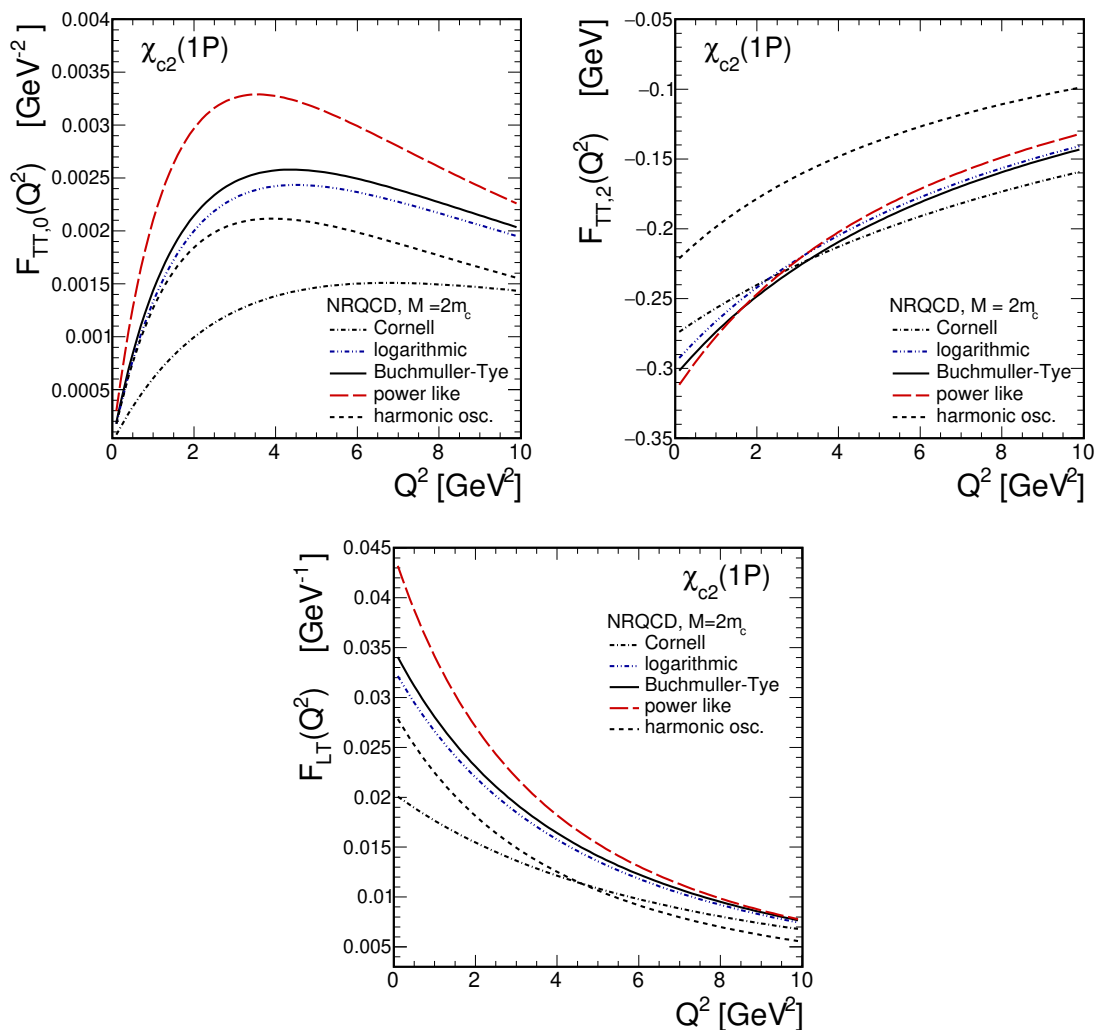 χc2(1P)
FTT,0(Q²) [GeV⁻²]
0.004
0.0035
0.003
0.0025
0.002
0.0015
0.001
0.0005
NRQCD, M =2mc
Cornell
logarithmic
Buchmuller-Tye
power like
harmonic osc.
0 2 4 6 8 10
Q² [GeV²]
χc2(1P)
FTT,2(Q²) [GeV]
−0.05
−0.1
−0.15
−0.2
−0.25
−0.3
−0.35
NRQCD, M = 2mc
Cornell
logarithmic
Buchmuller-Tye
power like
harmonic osc.
0 2 4 6 8 10
Q² [GeV²]
χc2(1P)
FLT(Q²) [GeV⁻¹]
0.045
0.04
0.035
0.03
0.025
0.02
0.015
0.01
0.005
NRQCD, M=2mc
Cornell
logarithmic
Buchmuller-Tye
power like
harmonic osc.
0 2 4 6 8 10
Q² [GeV²]